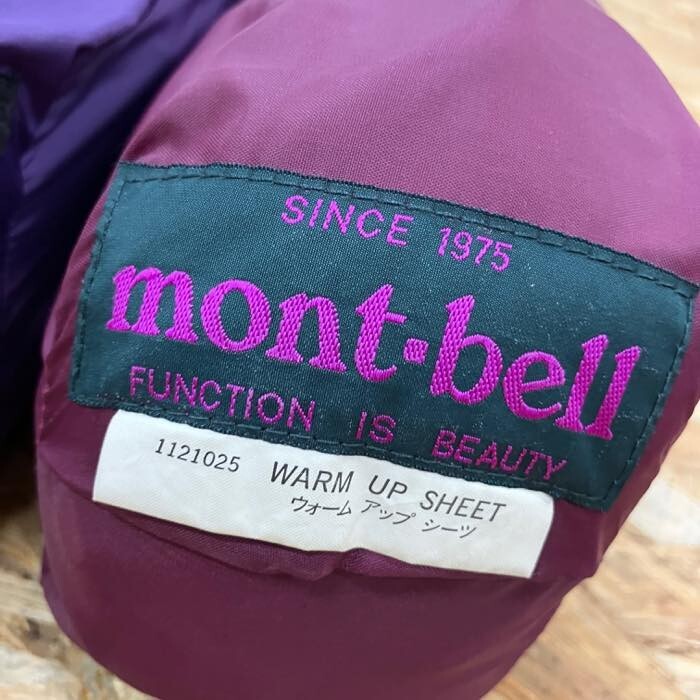 SINCE 1975
mont-bell
FUNCTION IS BEAUTY
1121025 WARM UP SHEET
ウォーム アップ シーツ